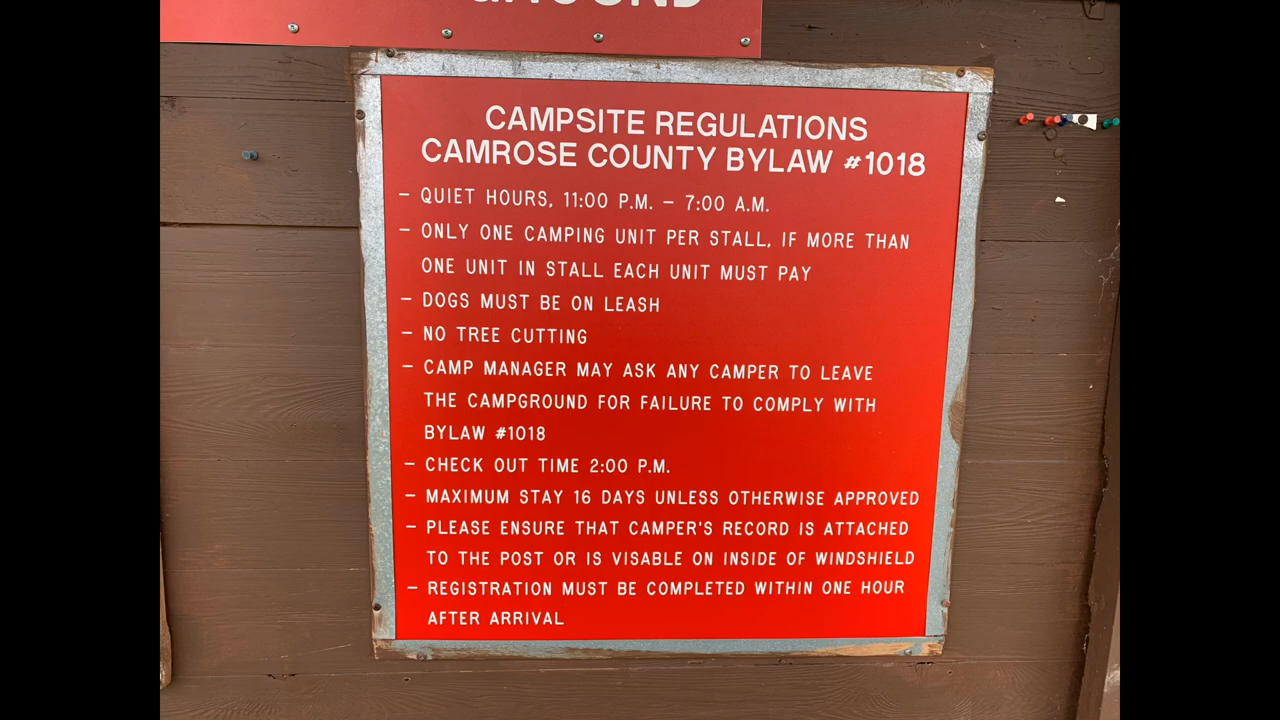 CAMPSITE REGULATIONS
CAMROSE COUNTY BYLAW #1018
– QUIET HOURS, 11:00 P.M. – 7:00 A.M.
– ONLY ONE CAMPING UNIT PER STALL, IF MORE THAN
ONE UNIT IN STALL EACH UNIT MUST PAY
– DOGS MUST BE ON LEASH
– NO TREE CUTTING
– CAMP MANAGER MAY ASK ANY CAMPER TO LEAVE
THE CAMPGROUND FOR FAILURE TO COMPLY WITH
BYLAW #1018
– CHECK OUT TIME 2:00 P.M.
– MAXIMUM STAY 16 DAYS UNLESS OTHERWISE APPROVED
– PLEASE ENSURE THAT CAMPER'S RECORD IS ATTACHED
TO THE POST OR IS VISABLE ON INSIDE OF WINDSHIELD
– REGISTRATION MUST BE COMPLETED WITHIN ONE HOUR
AFTER ARRIVAL